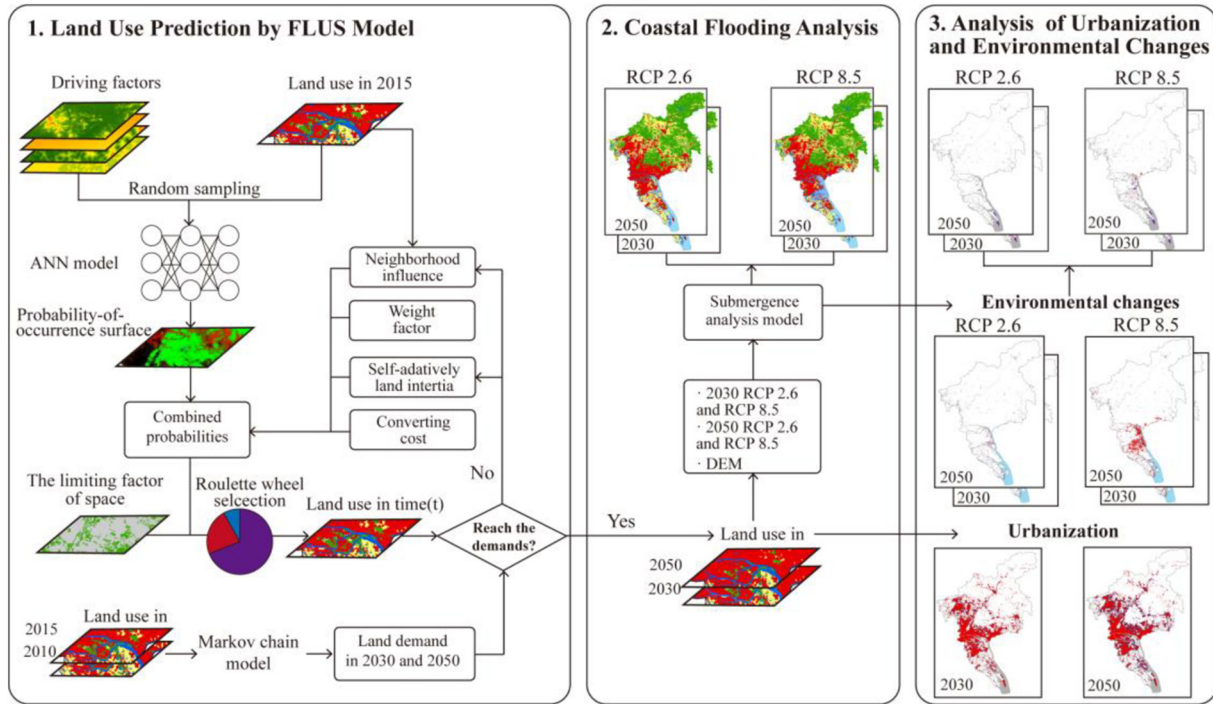 1. Land Use Prediction by FLUS Model
Driving factors
Land use in 2015
Random sampling
ANN model
Probability-of-
occurrence surface
Neighborhood
influence
Weight
factor
Self-adatively
land intertia
Converting
cost
Combined
probabilities
No
The limiting factor
of space
Roulette wheel
selcection
Land use in time(t)
Reach the
demands?
Land use in
2015
2010
Markov chain
model
Land demand
in 2030 and 2050
Yes
2. Coastal Flooding Analysis
RCP 2.6
RCP 8.5
2050
2030
2050
2030
Submergence
analysis model
· 2030 RCP 2.6
and RCP 8.5
· 2050 RCP 2.6
and RCP 8.5
· DEM
Land use in
2050
2030
3. Analysis of Urbanization
and Environmental Changes
RCP 2.6
RCP 8.5
2050
2030
2050
2030
Environmental changes
RCP 2.6
RCP 8.5
2050
2030
2050
2030
Urbanization
2030
2050